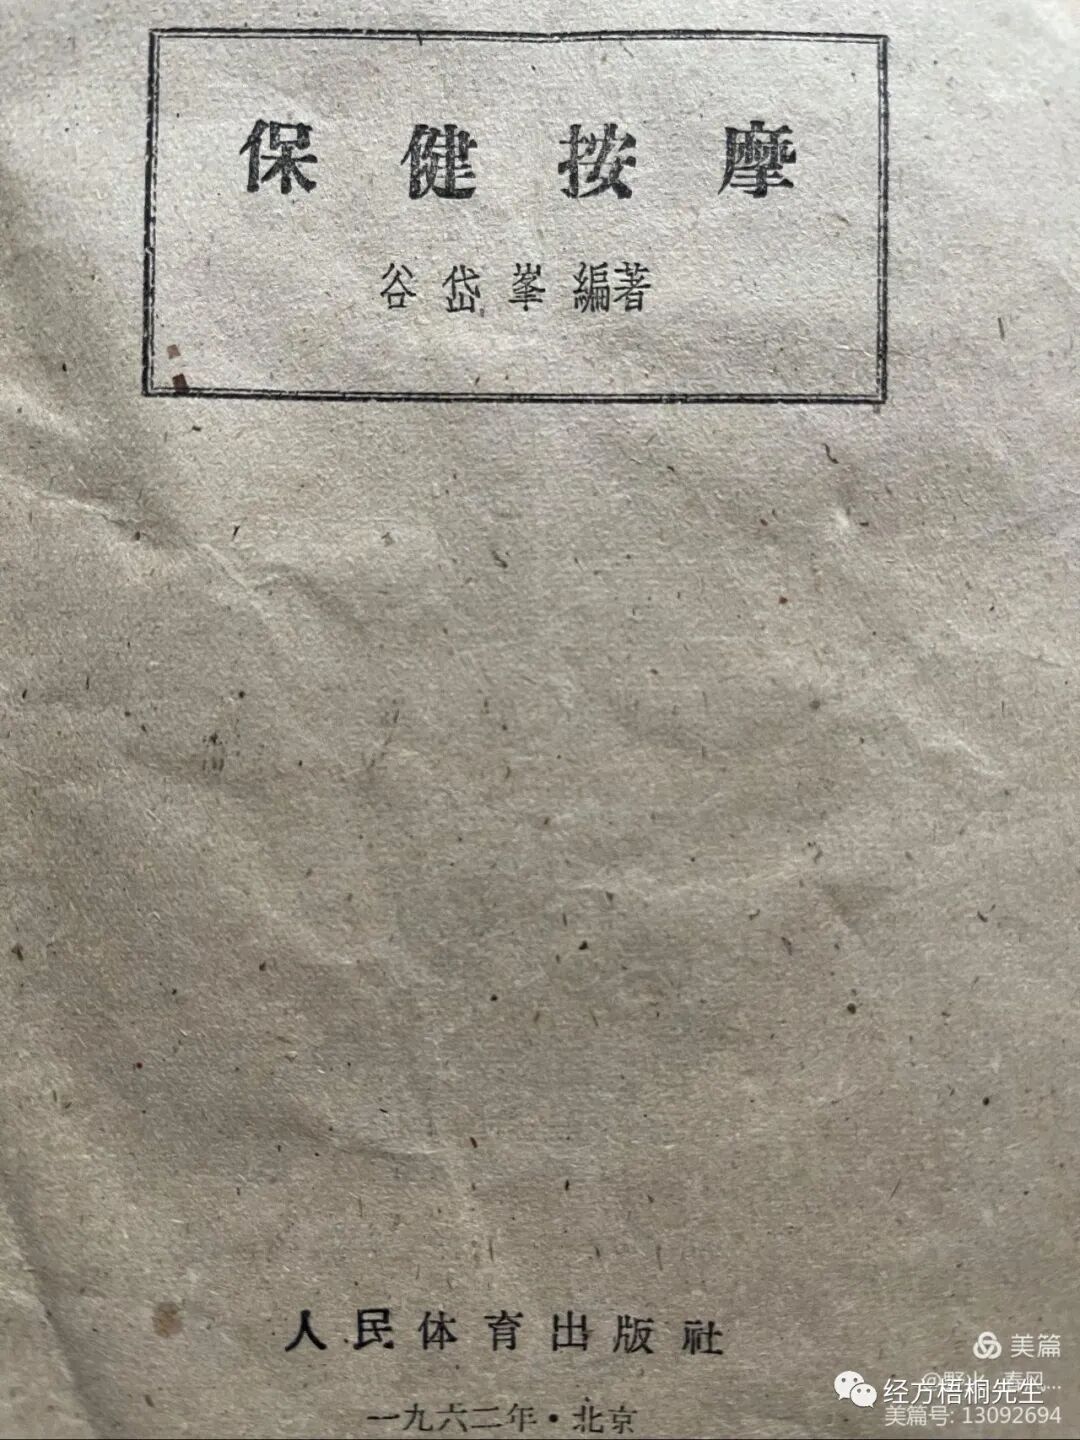 保健按摩
谷岱峯編著
人民体育出版社
一九六二年·北京
美篇
经方梧桐先生
美篇号: 13092694